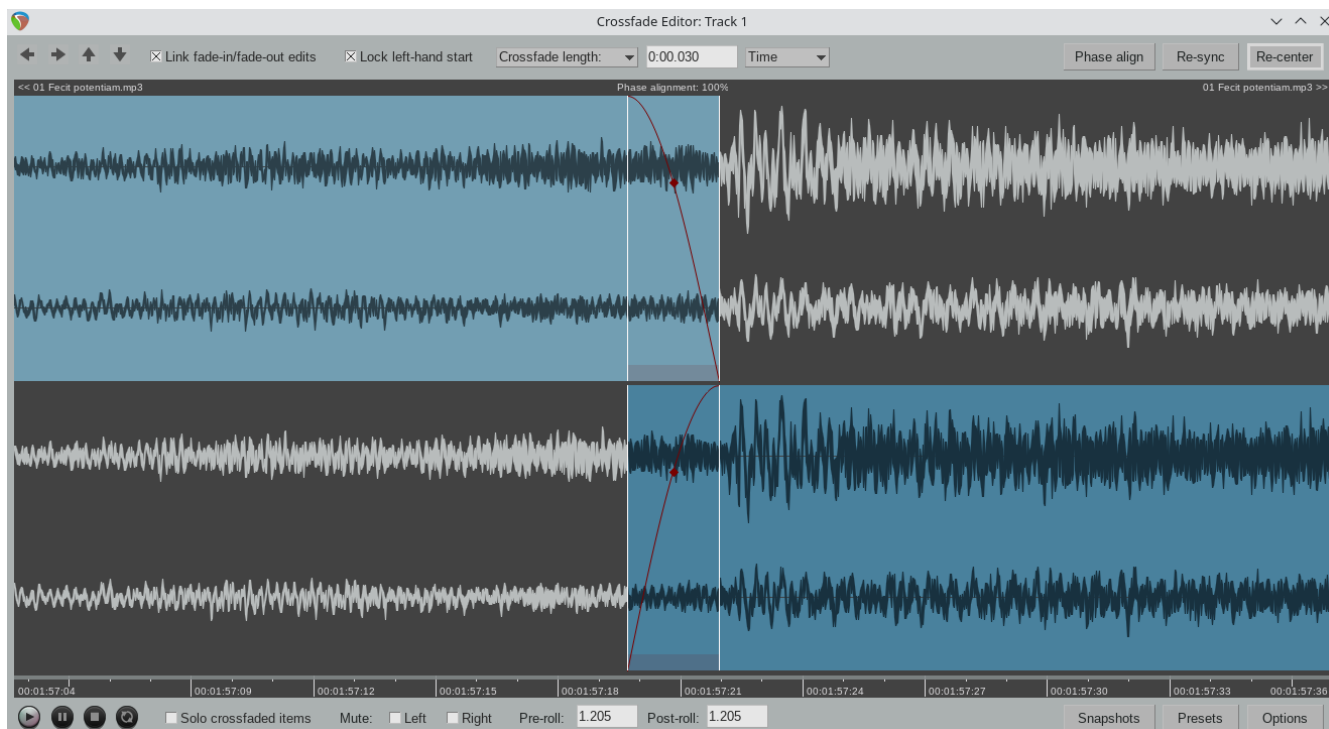 Crossfade Editor: Track 1
Link fade-in/fade-out edits Lock left-hand start Crossfade length: 0:00.030 Time Phase align Re-sync Re-center
<< 01 Fecit potentiam.mp3 Phase alignment: 100% 01 Fecit potentiam.mp3 >>
00:01:57:04 00:01:57:09 00:01:57:12 00:01:57:15 00:01:57:18 00:01:57:21 00:01:57:24 00:01:57:27 00:01:57:30 00:01:57:33 00:01:57:36
Solo crossfaded items Mute: Left Right Pre-roll: 1.205 Post-roll: 1.205 Snapshots Presets Options